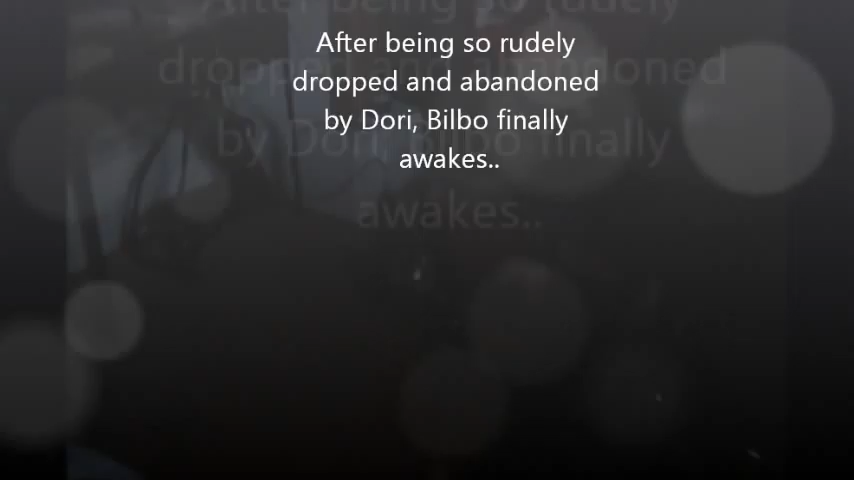 After being so rudely
dropped and abandoned
by Dori, Bilbo finally
awakes..